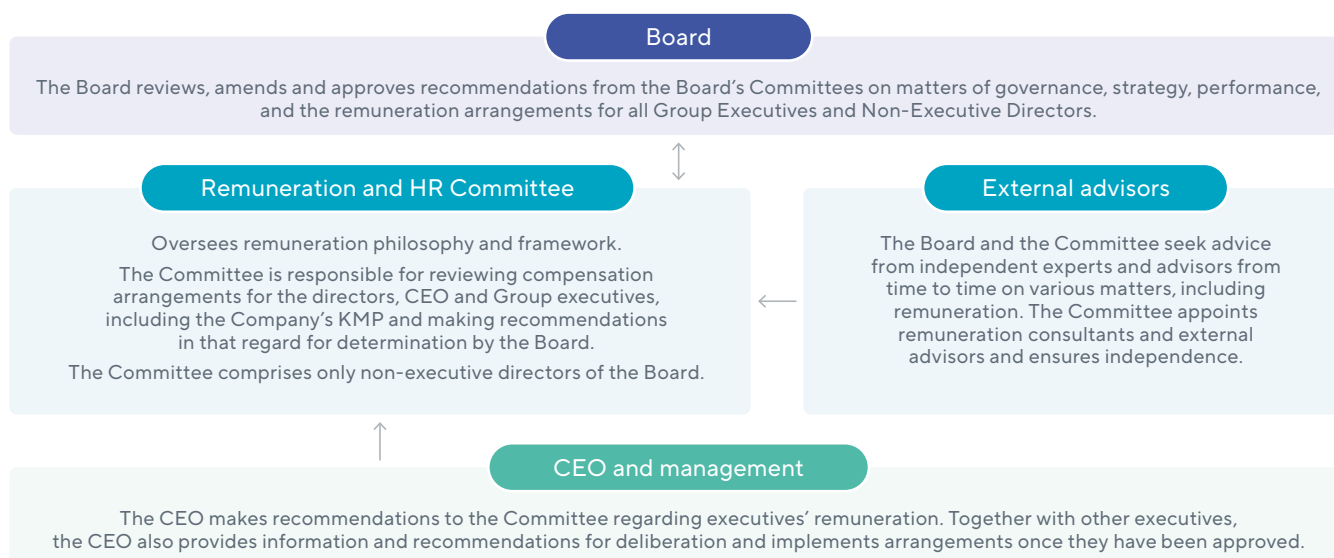 Board
The Board reviews, amends and approves recommendations from the Board’s Committees on matters of governance, strategy, performance,
and the remuneration arrangements for all Group Executives and Non-Executive Directors.
Remuneration and HR Committee
Oversees remuneration philosophy and framework.
The Committee is responsible for reviewing compensation
arrangements for the directors, CEO and Group executives,
including the Company’s KMP and making recommendations
in that regard for determination by the Board.
The Committee comprises only non-executive directors of the Board.
External advisors
The Board and the Committee seek advice
from independent experts and advisors from
time to time on various matters, including
remuneration. The Committee appoints
remuneration consultants and external
advisors and ensures independence.
CEO and management
The CEO makes recommendations to the Committee regarding executives’ remuneration. Together with other executives,
the CEO also provides information and recommendations for deliberation and implements arrangements once they have been approved.